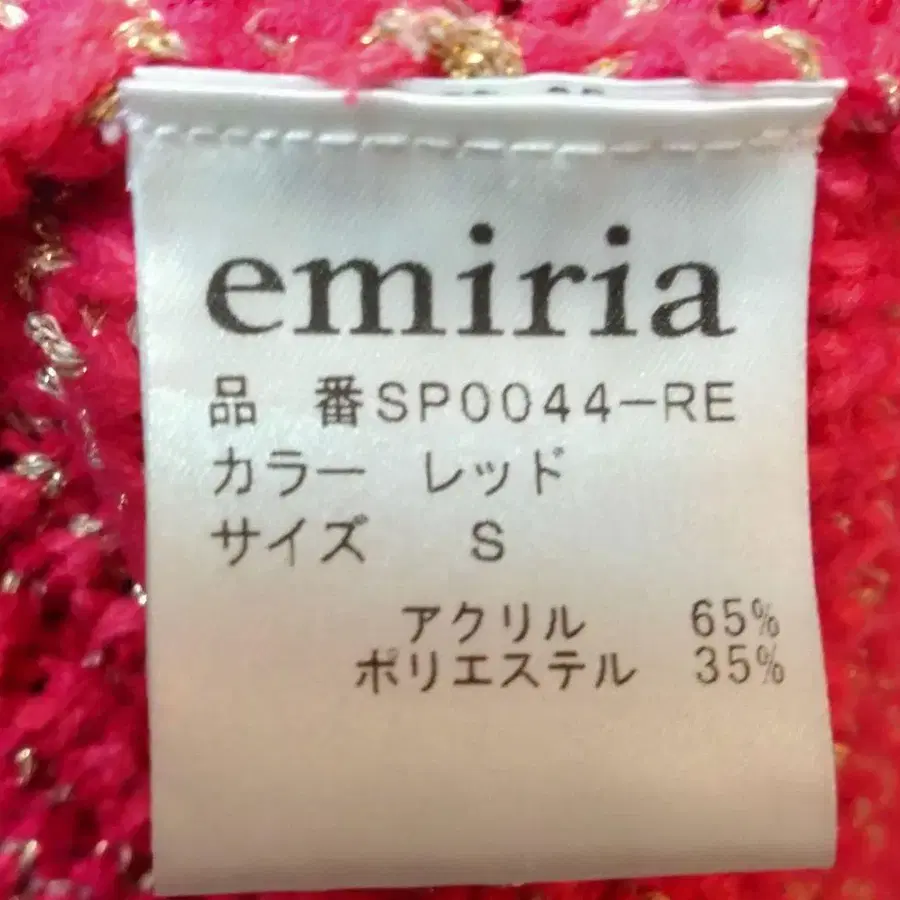 emiria
品 番SP0044-RE
カラー レッド
サイズ S
アクリル 65%
ポリエステル 35%